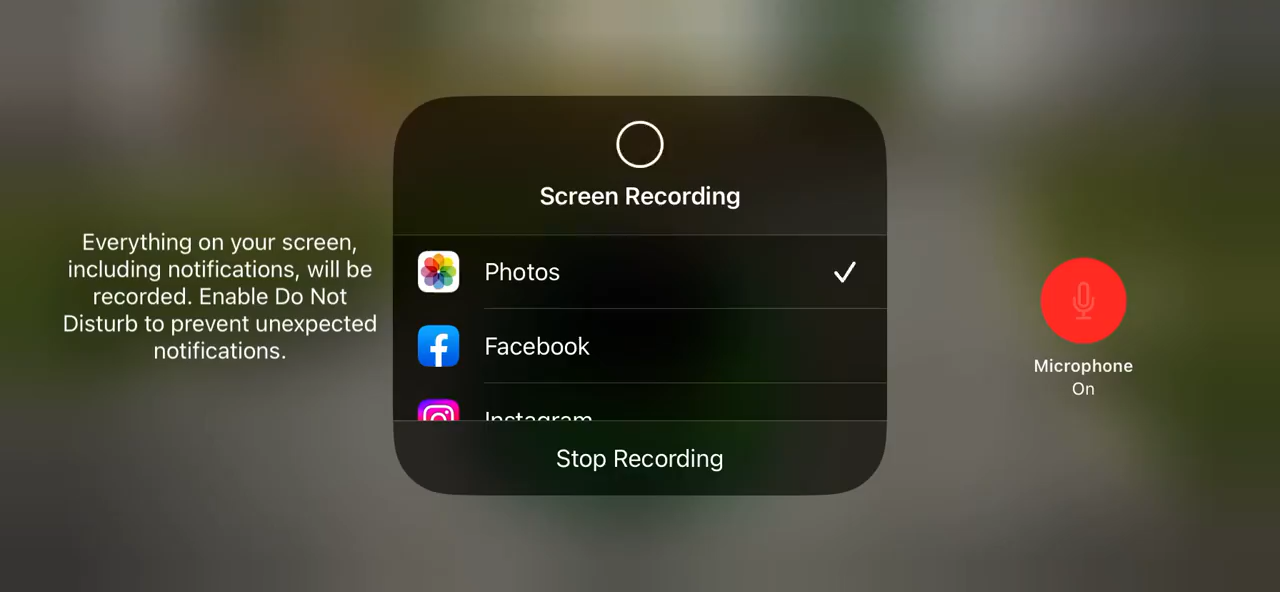 Screen Recording
Everything on your screen,
including notifications, will be
recorded. Enable Do Not
Disturb to prevent unexpected
notifications.
Photos
Facebook
Instagram
Stop Recording
Microphone
On